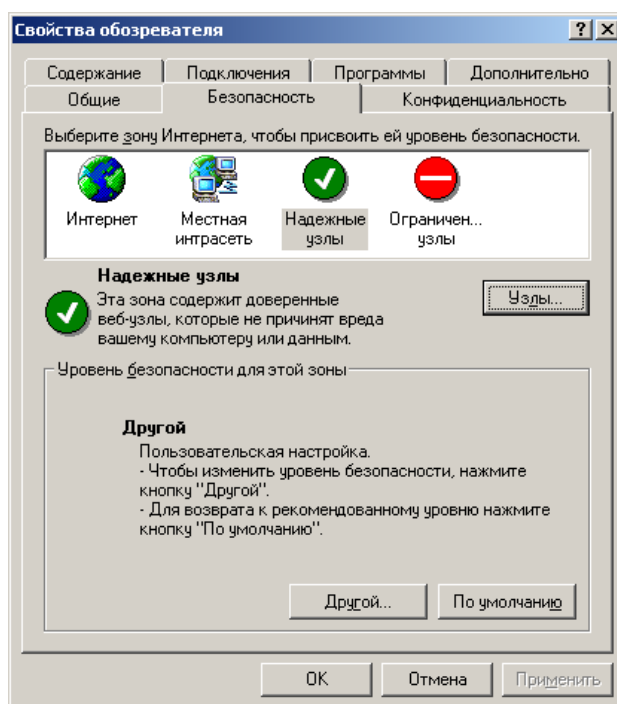 Свойства обозревателя
Содержание Подключения Программы Дополнительно
Общие Безопасность Конфиденциальность
Выберите зону Интернета, чтобы присвоить ей уровень безопасности.
Интернет Местная Надежные Ограничен...
интрасеть узлы узлы
Надежные узлы
Эта зона содержит доверенные Узлы...
веб-узлы, которые не причинят вреда
вашему компьютеру или данным.
Уровень безопасности для этой зоны
Другой
Пользовательская настройка.
- Чтобы изменить уровень безопасности, нажмите
кнопку "Другой".
- Для возврата к рекомендованному уровню нажмите
кнопку "По умолчанию".
Другой... По умолчанию
OK Отмена Применить